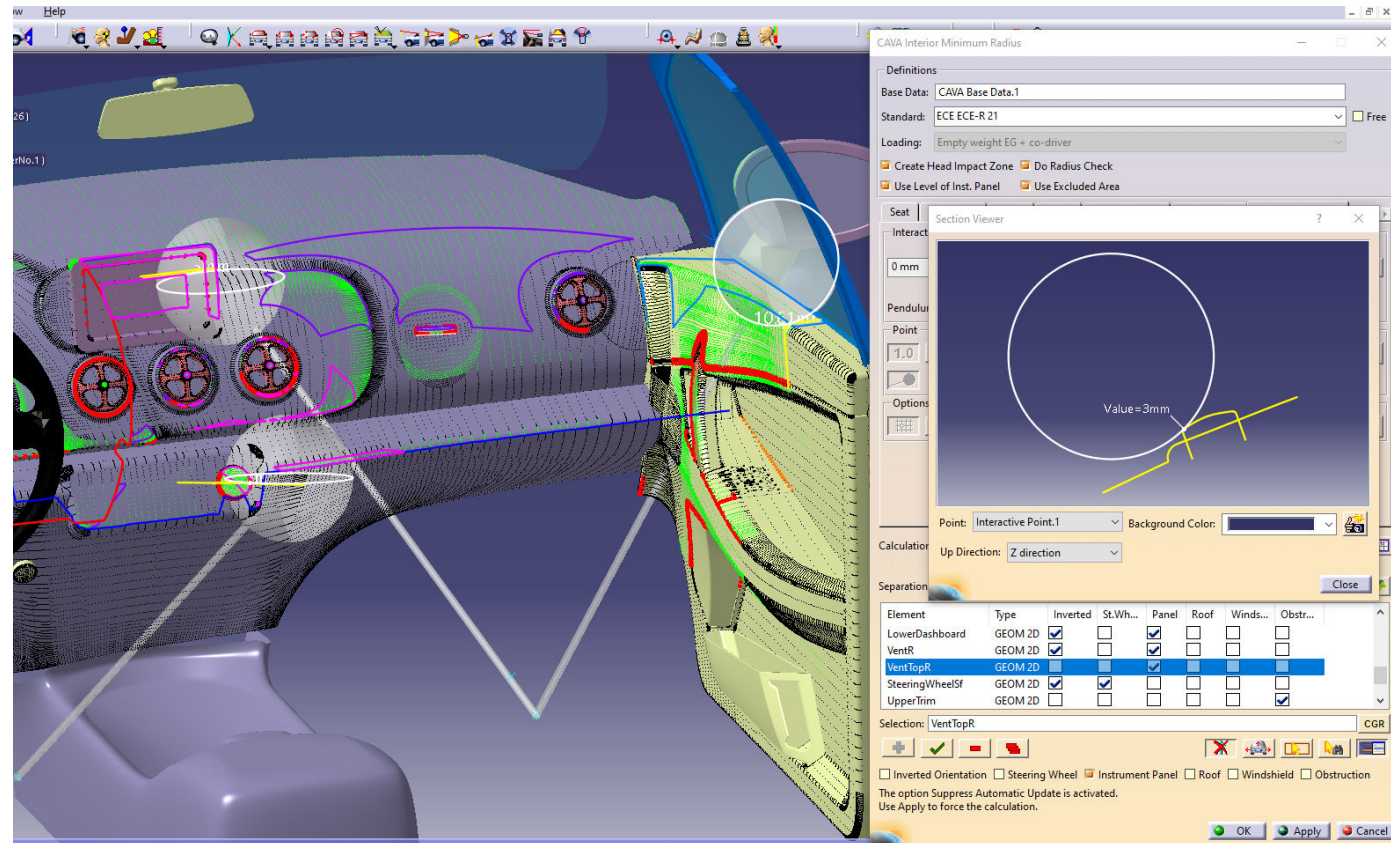 ow Help
CAVA Interior Minimum Radius
Definitions
Base Data: CAVA Base Data.1
Standard: ECE ECE-R 21 Free
Loading: Empty weight EG + co-driver
Create Head Impact Zone Do Radius Check
Use Level of Inst. Panel Use Excluded Area
26)
erNo.1)
Seat
Interact
0 mm
Pendulu
Point
1.0
Options
Calculation
Separation
Section Viewer
Value=3mm
Point: Interactive Point.1 Background Color:
Up Direction: Z direction
Close
Element Type Inverted St.Wh... Panel Roof Winds... Obstr...
LowerDashboard GEOM 2D
VentR GEOM 2D
VentTopR GEOM 2D
SteeringWheelSf GEOM 2D
UpperTrim GEOM 2D
Selection: VentTopR CGR
Inverted Orientation Steering Wheel Instrument Panel Roof Windshield Obstruction
The option Suppress Automatic Update is activated.
Use Apply to force the calculation.
OK Apply Cancel